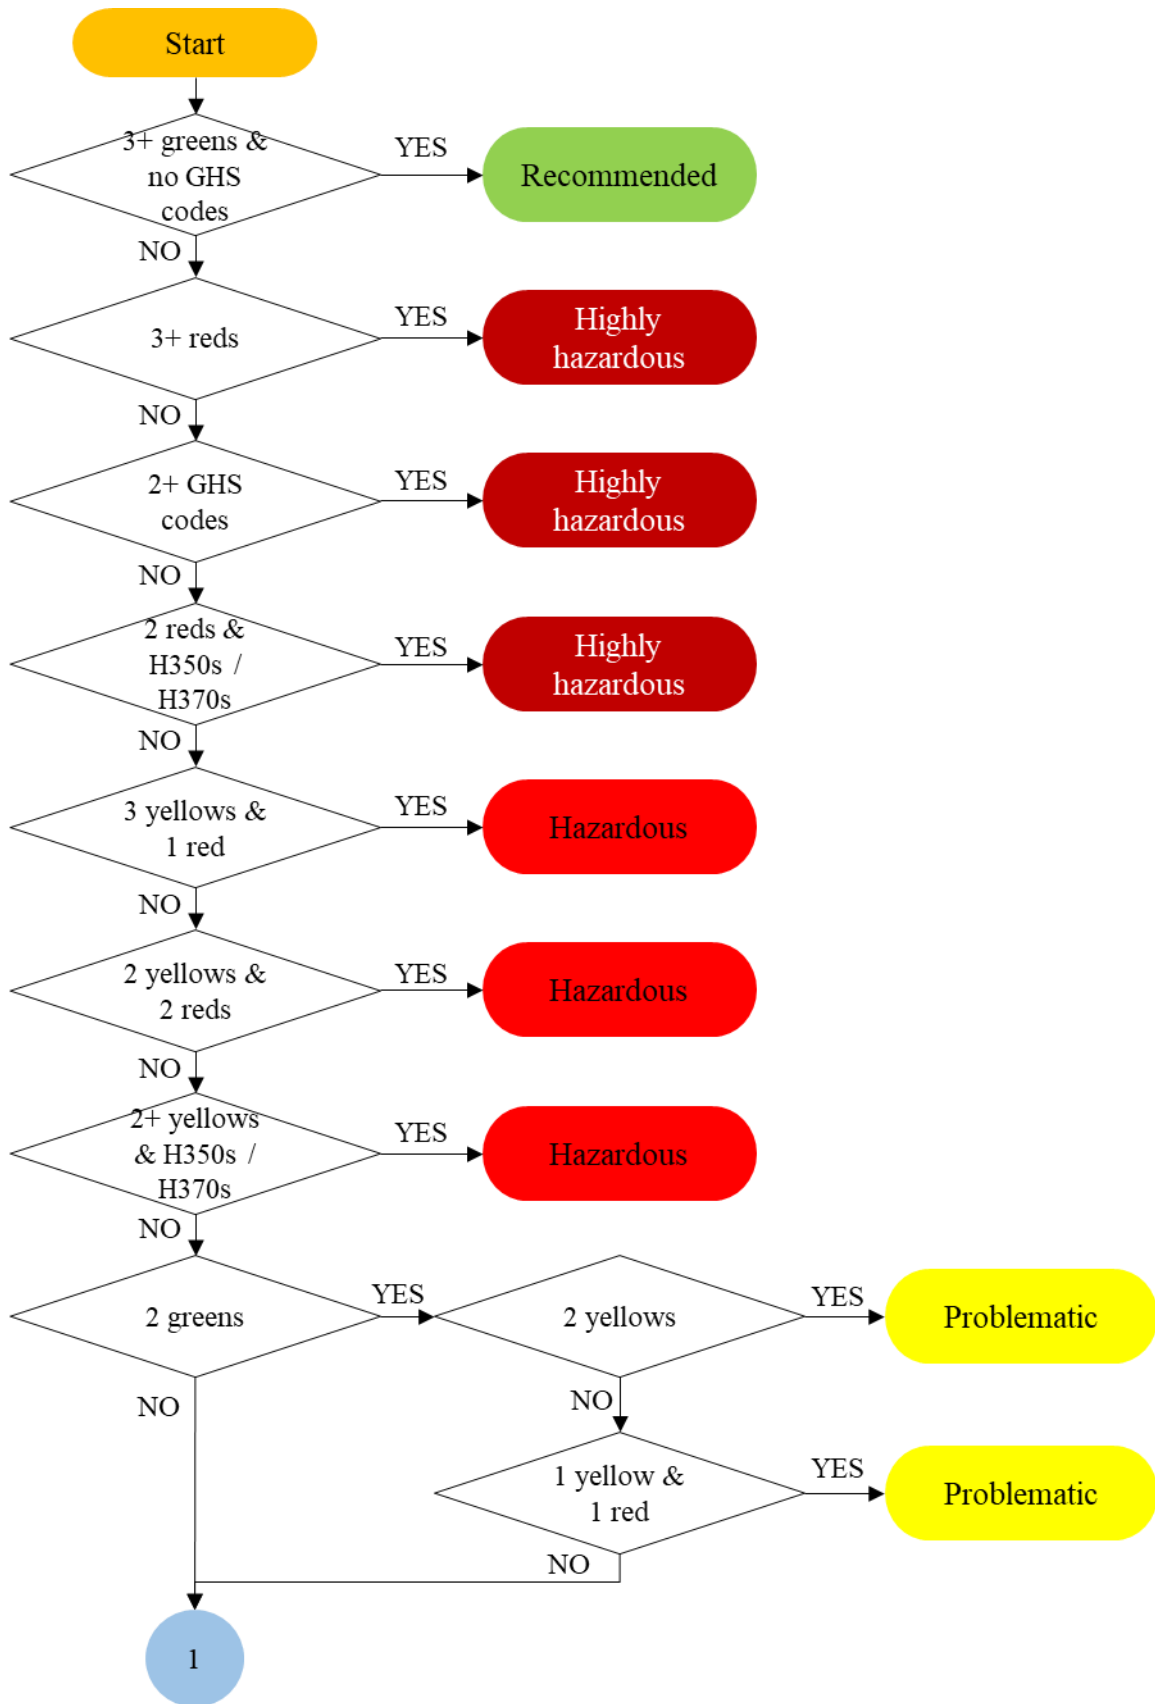 Start
3+ greens &
no GHS
codes
YES
Recommended
NO
3+ reds
YES
Highly
hazardous
NO
2+ GHS
codes
YES
Highly
hazardous
NO
2 reds &
H350s /
H370s
YES
Highly
hazardous
NO
3 yellows &
1 red
YES
Hazardous
NO
2 yellows &
2 reds
YES
Hazardous
NO
2+ yellows
& H350s /
H370s
YES
Hazardous
NO
2 greens
YES
2 yellows
YES
Problematic
NO
NO
1 yellow &
1 red
YES
Problematic
NO
1